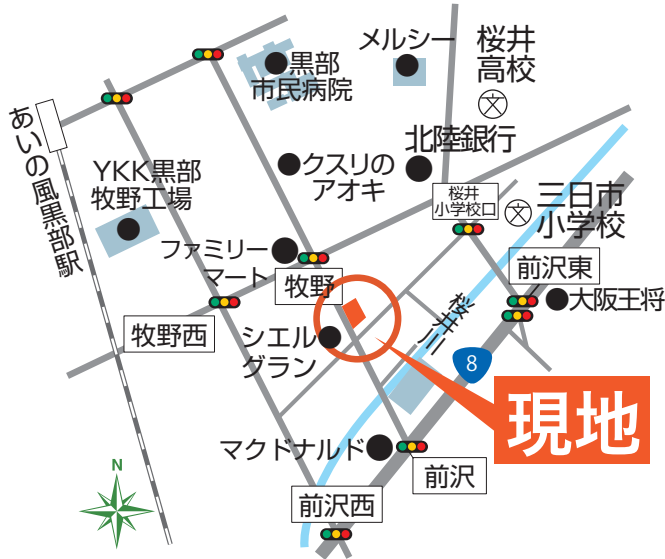 メルシー
桜井
高校
文
黒部
市民病院
あいの風黒部駅
北陸銀行
YKK黒部
牧野工場
クスリの
アオキ
桜井
小学校口
文
三日市
小学校
ファミリー
マート
牧野
前沢東
大阪王将
牧野西
シエル
グラン
桜井川
8
現地
マクドナルド
前沢
前沢西
N